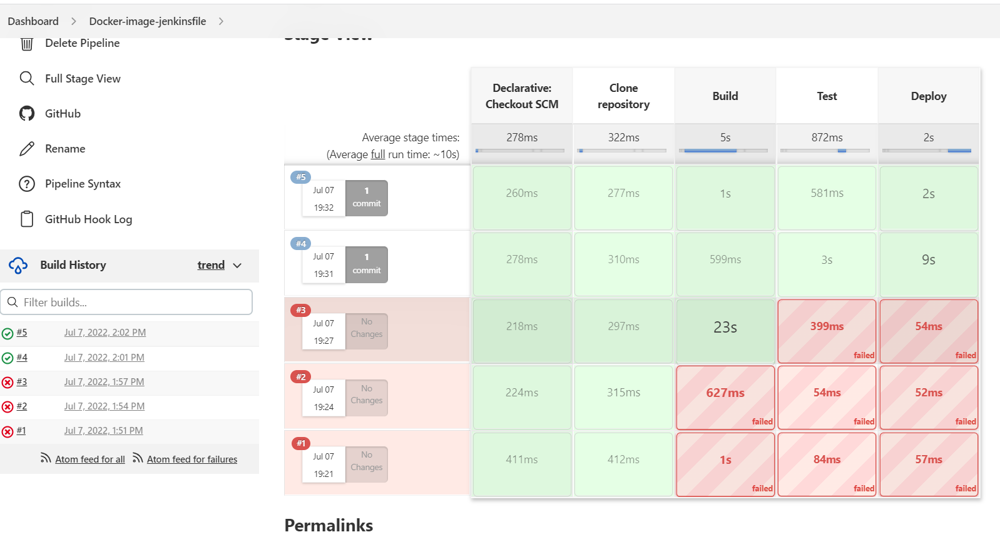 Dashboard
Docker-image-jenkinsfile
Delete Pipeline
Full Stage View
GitHub
Rename
Pipeline Syntax
GitHub Hook Log
Build History
trend
Filter builds...
#5 Jul 7, 2022, 2:02 PM
#4 Jul 7, 2022, 2:01 PM
#3 Jul 7, 2022, 1:57 PM
#2 Jul 7, 2022, 1:54 PM
#1 Jul 7, 2022, 1:51 PM
Atom feed for all Atom feed for failures
Stage View
Declarative:
Checkout SCM
Clone
repository
Build
Test
Deploy
Average stage times:
(Average full run time: ~10s)
278ms
322ms
5s
872ms
2s
#5
Jul 07
19:32
1
commit
260ms
277ms
1s
581ms
2s
#4
Jul 07
19:31
1
commit
278ms
310ms
599ms
3s
9s
#3
Jul 07
19:27
No
Changes
218ms
297ms
23s
399ms
failed
54ms
failed
#2
Jul 07
19:24
No
Changes
224ms
315ms
627ms
failed
54ms
failed
52ms
failed
#1
Jul 07
19:21
No
Changes
411ms
412ms
1s
failed
84ms
failed
57ms
failed
Permalinks